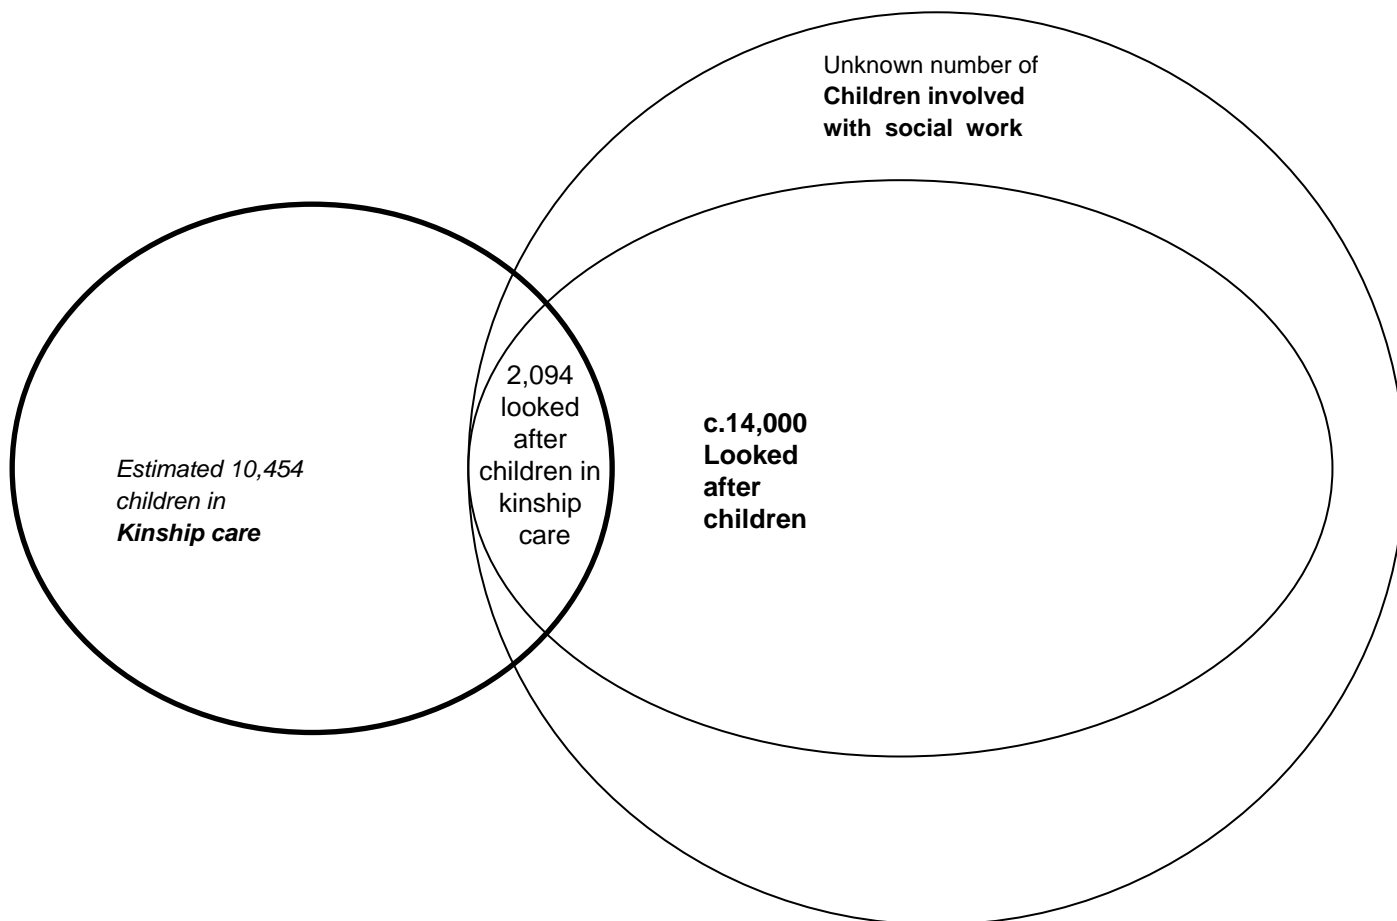 Unknown number of
Children involved
with social work
2,094
looked
after
children in
kinship
care
c.14,000
Looked
after
children
Estimated 10,454
children in
Kinship care